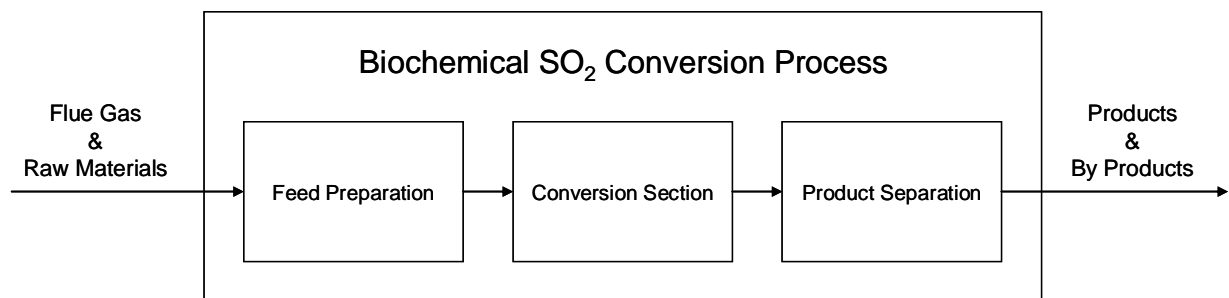 Biochemical SO₂ Conversion Process
Flue Gas
&
Raw Materials
Feed Preparation
Conversion Section
Product Separation
Products
&
By Products